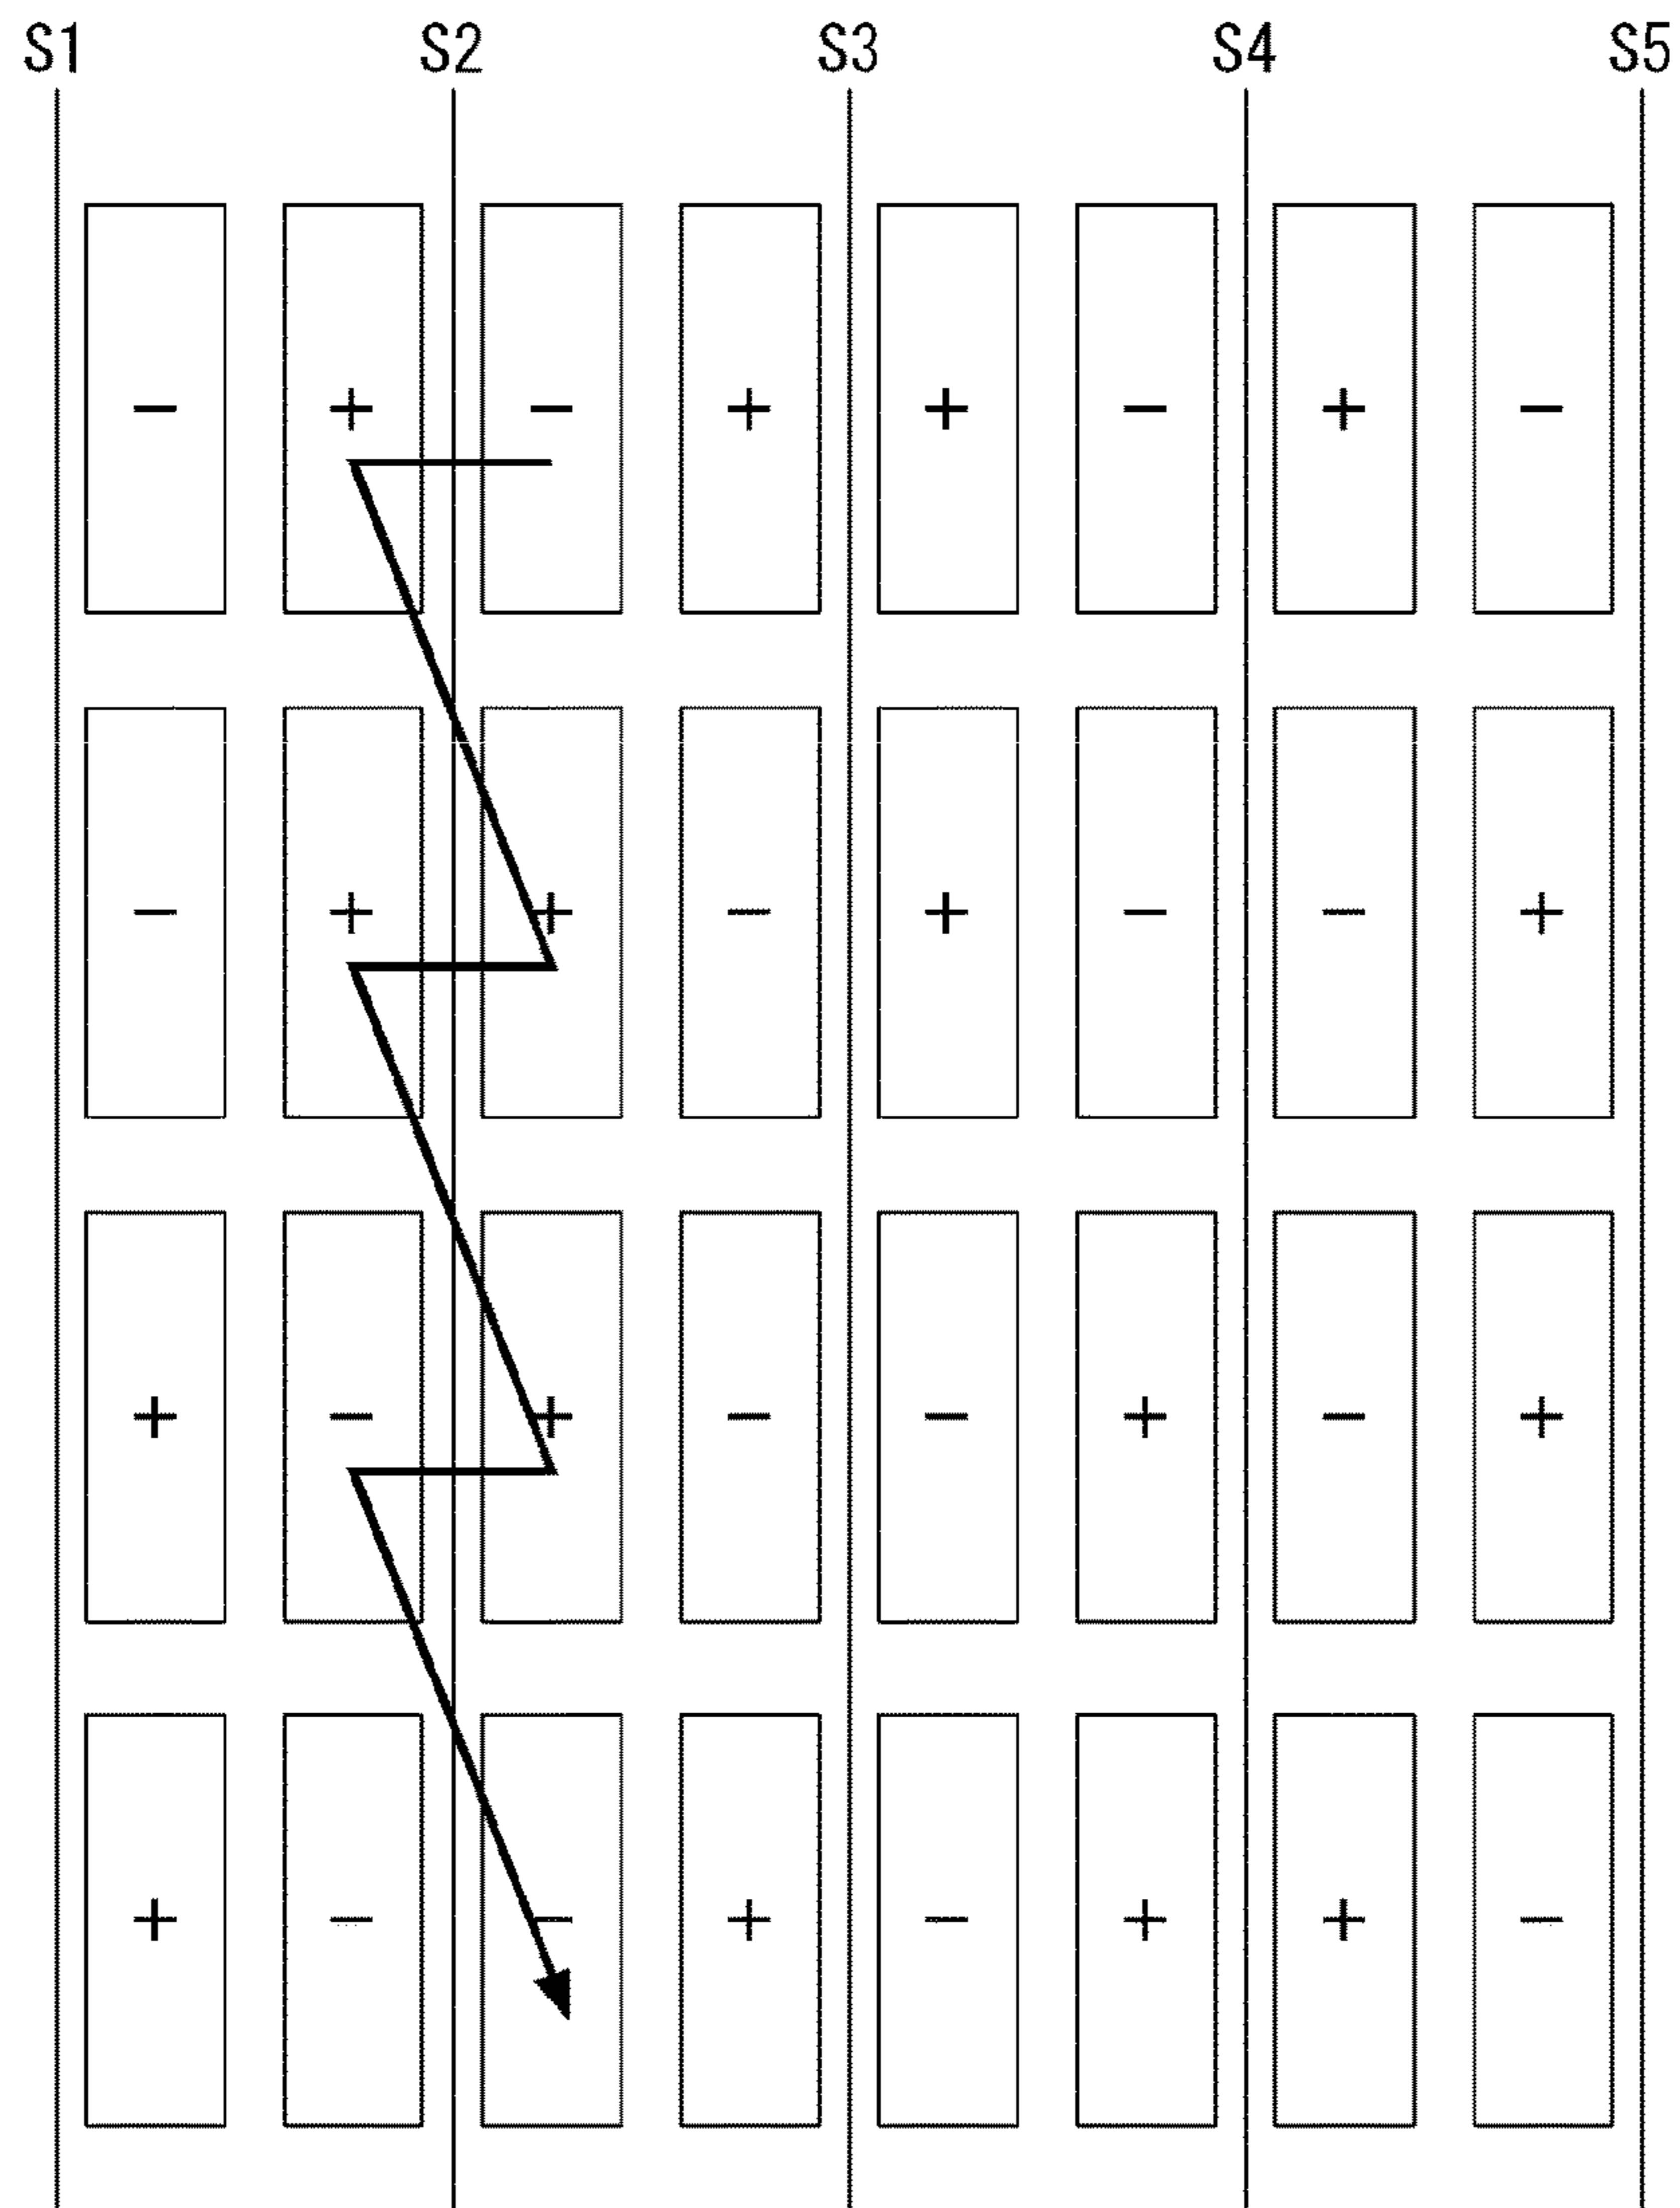 S1 S2 S3 S4 S5
− + − + + − + −
− + + − + − − +
+ − + − − + − +
+ − − + − + + −